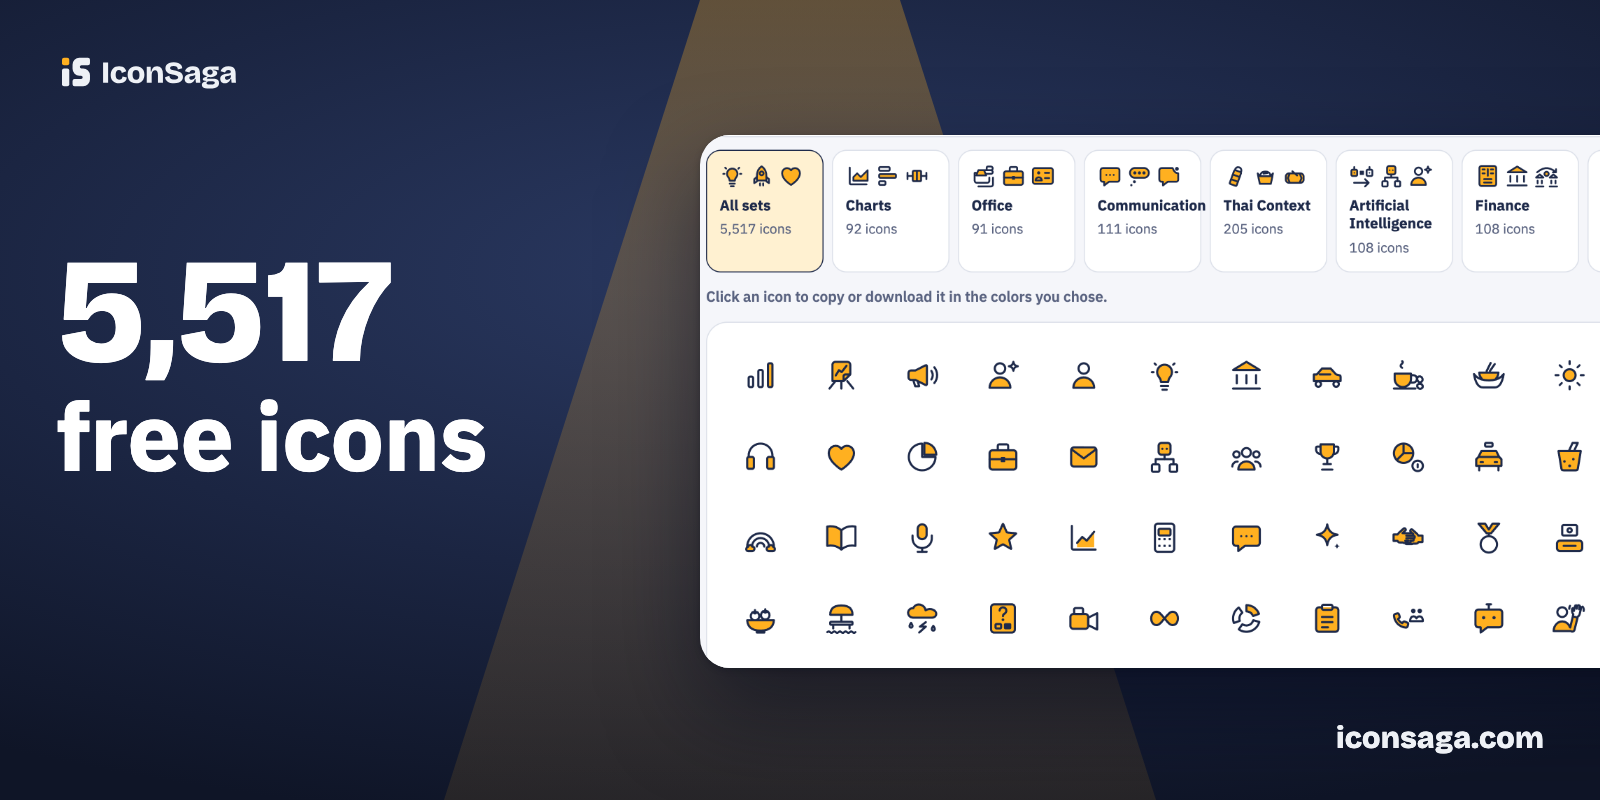 iS IconSaga
5,517
free icons
All sets
5,517 icons
Charts
92 icons
Office
91 icons
Communication
111 icons
Thai Context
205 icons
Artificial
Intelligence
108 icons
Finance
108 icons
Click an icon to copy or download it in the colors you chose.
iconsaga.com